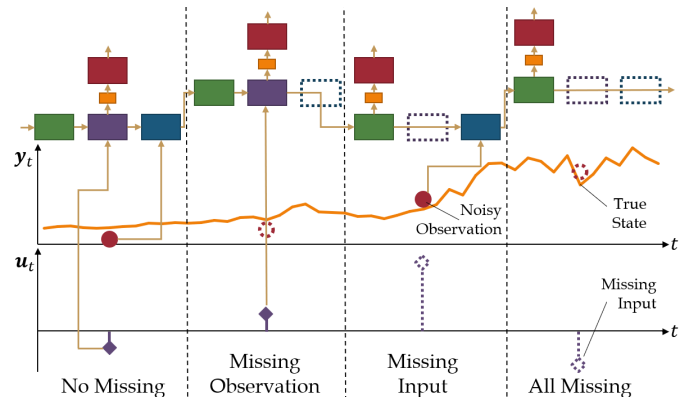 y_t
Noisy
Observation
True
State
t
u_t
Missing
Input
t
No Missing
Missing
Observation
Missing
Input
All Missing